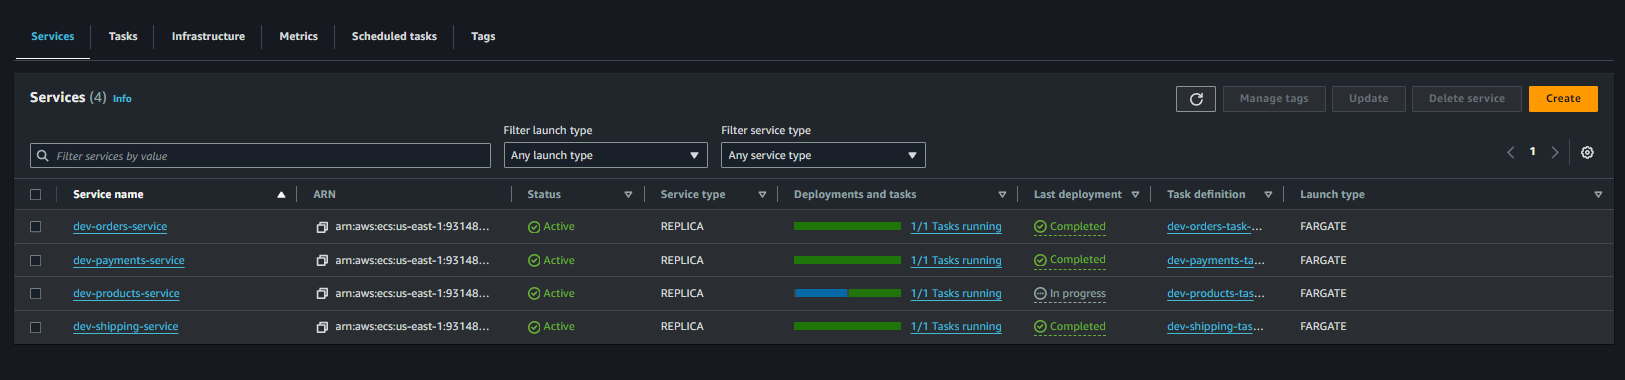 Services Tasks Infrastructure Metrics Scheduled tasks Tags
Services (4) Info Manage tags Update Delete service Create
Filter launch type Filter service type
Filter services by value Any launch type Any service type 1
Service name ARN Status Service type Deployments and tasks Last deployment Task definition Launch type
dev-orders-service arn:aws:ecs:us-east-1:93148... Active REPLICA 1/1 Tasks running Completed dev-orders-task-... FARGATE
dev-payments-service arn:aws:ecs:us-east-1:93148... Active REPLICA 1/1 Tasks running Completed dev-payments-ta... FARGATE
dev-products-service arn:aws:ecs:us-east-1:93148... Active REPLICA 1/1 Tasks running In progress dev-products-tas... FARGATE
dev-shipping-service arn:aws:ecs:us-east-1:93148... Active REPLICA 1/1 Tasks running Completed dev-shipping-tas... FARGATE